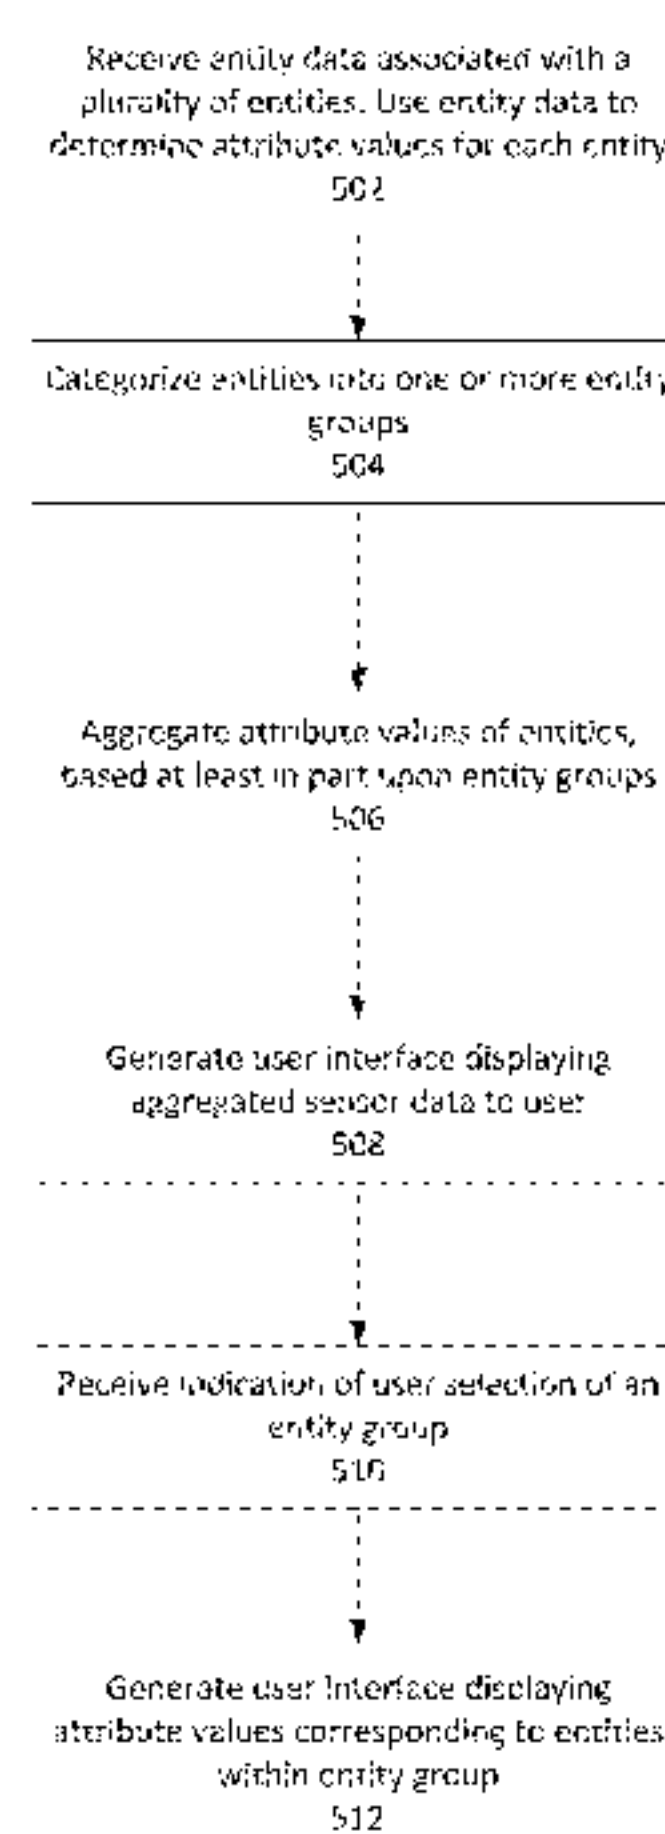 Receive entity data associated with a
plurality of entities. Use entity data to
determine attribute values for each entity
502
Categorize entities into one or more entity
groups
504
Aggregate attribute values of entities,
based at least in part upon entity groups
506
Generate user interface displaying
aggregated sensor data to user
508
Receive indication of user selection of an
entity group
510
Generate user interface displaying
attribute values corresponding to entities
within entity group
512